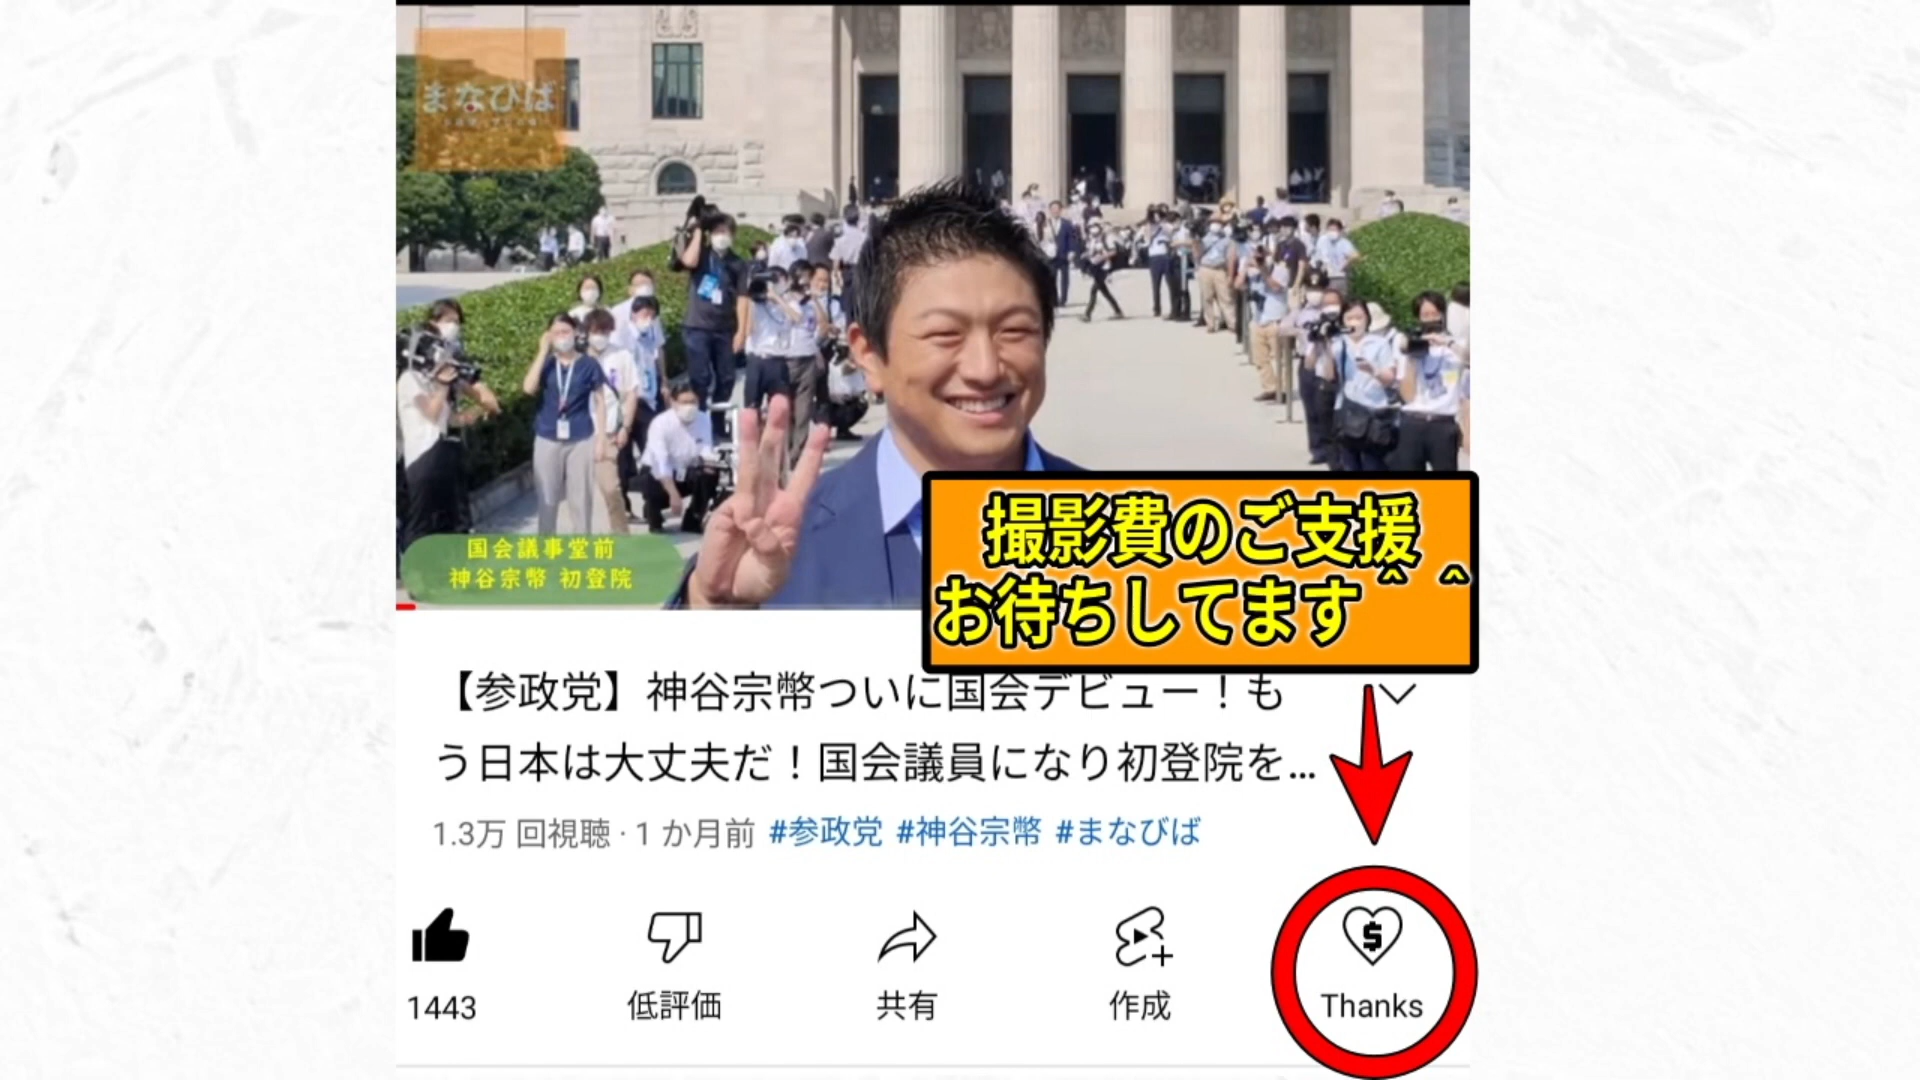 まなびば
国会議事堂前
神谷宗幣 初登院
撮影費のご支援
お待ちしてます＾＾
【参政党】神谷宗幣ついに国会デビュー！も
う日本は大丈夫だ！国会議員になり初登院を...
1.3万 回視聴・1 か月前 #参政党 #神谷宗幣 #まなびば
1443
低評価
共有
作成
Thanks